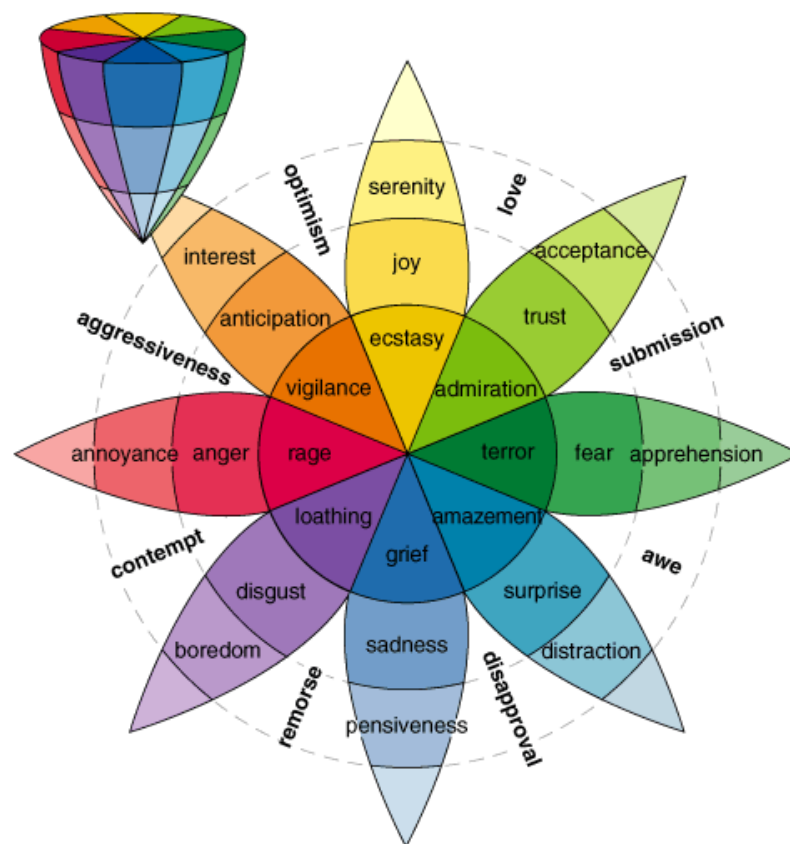 optimism
serenity
love
interest
joy
acceptance
anticipation
trust
aggressiveness
ecstasy
submission
vigilance
admiration
annoyance
anger
rage
terror
fear
apprehension
loathing
amazement
contempt
grief
awe
disgust
surprise
boredom
sadness
distraction
remorse
pensiveness
disapproval